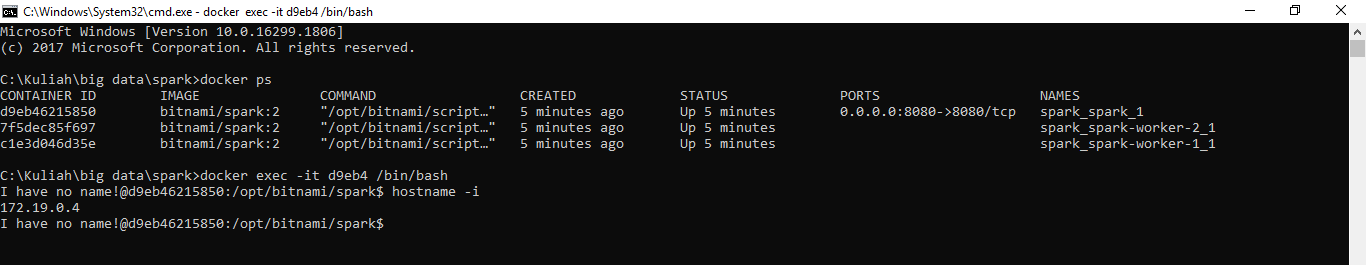 C:\Windows\System32\cmd.exe - docker exec -it d9eb4 /bin/bash
Microsoft Windows [Version 10.0.16299.1806]
(c) 2017 Microsoft Corporation. All rights reserved.
C:\Kuliah\big data\spark>docker ps
CONTAINER ID        IMAGE               COMMAND                  CREATED             STATUS              PORTS                    NAMES
d9eb46215850        bitnami/spark:2     "/opt/bitnami/script…"   5 minutes ago       Up 5 minutes        0.0.0.0:8080->8080/tcp   spark_spark_1
7f5dec85f697        bitnami/spark:2     "/opt/bitnami/script…"   5 minutes ago       Up 5 minutes                                 spark_spark-worker-2_1
c1e3d046d35e        bitnami/spark:2     "/opt/bitnami/script…"   5 minutes ago       Up 5 minutes                                 spark_spark-worker-1_1
C:\Kuliah\big data\spark>docker exec -it d9eb4 /bin/bash
I have no name!@d9eb46215850:/opt/bitnami/spark$ hostname -i
172.19.0.4
I have no name!@d9eb46215850:/opt/bitnami/spark$